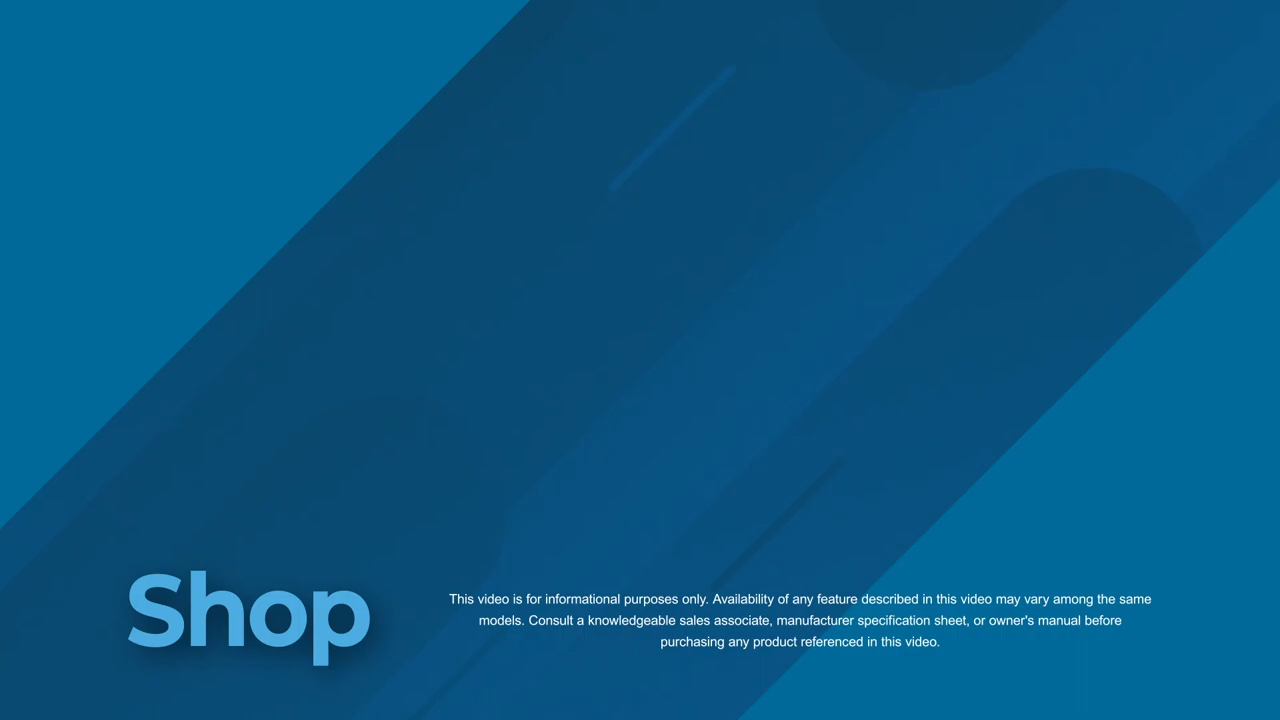 Shop
This video is for informational purposes only. Availability of any feature described in this video may vary among the same
models. Consult a knowledgeable sales associate, manufacturer specification sheet, or owner's manual before
purchasing any product referenced in this video.